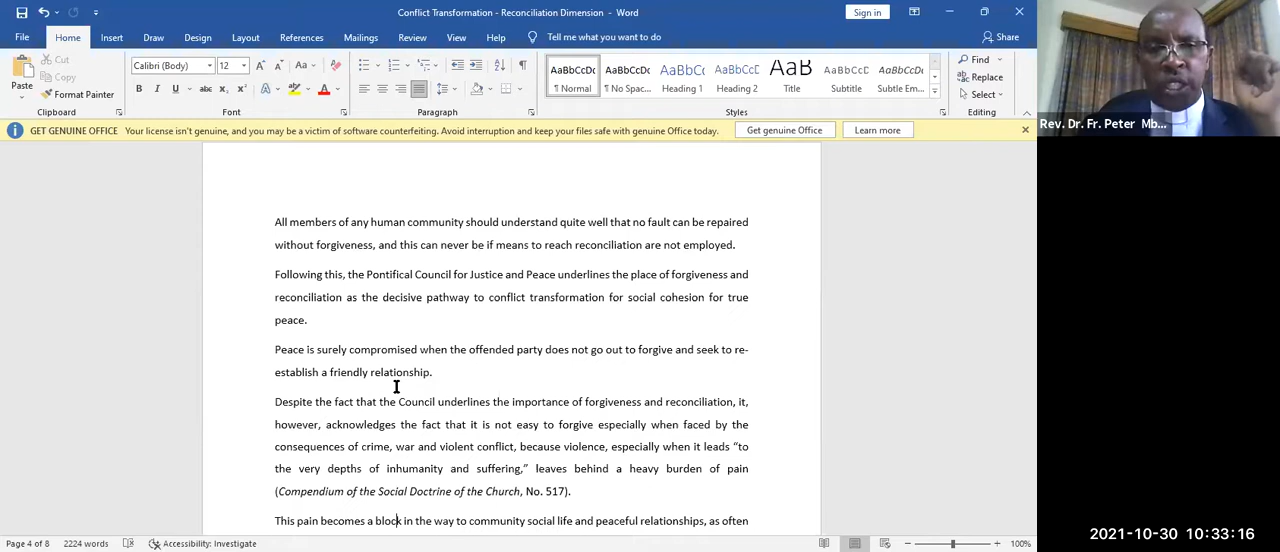 Conflict Transformation - Reconciliation Dimension - Word
Sign in
File Home Insert Draw Design Layout References Mailings Review View Help Tell me what you want to do Share
Paste
Cut
Copy
Format Painter
Clipboard
Calibri (Body) 12
Font
Paragraph
AaBbCcDc AaBbCcDc AaBbCc AaBbCcD AaB AaBbCcD AaBbCcDc
¶ Normal ¶ No Spac... Heading 1 Heading 2 Title Subtitle Subtle Em...
Styles
Find
Replace
Select
Editing
GET GENUINE OFFICE Your license isn't genuine, and you may be a victim of software counterfeiting. Avoid interruption and keep your files safe with genuine Office today. Get genuine Office Learn more
Rev. Dr. Fr. Peter Mb...
All members of any human community should understand quite well that no fault can be repaired
without forgiveness, and this can never be if means to reach reconciliation are not employed.
Following this, the Pontifical Council for Justice and Peace underlines the place of forgiveness and
reconciliation as the decisive pathway to conflict transformation for social cohesion for true
peace.
Peace is surely compromised when the offended party does not go out to forgive and seek to re-
establish a friendly relationship.
Despite the fact that the Council underlines the importance of forgiveness and reconciliation, it,
however, acknowledges the fact that it is not easy to forgive especially when faced by the
consequences of crime, war and violent conflict, because violence, especially when it leads “to
the very depths of inhumanity and suffering,” leaves behind a heavy burden of pain
(Compendium of the Social Doctrine of the Church, No. 517).
This pain becomes a block in the way to community social life and peaceful relationships, as often
Page 4 of 8 2224 words Accessibility: Investigate 100%
2021-10-30 10:33:16